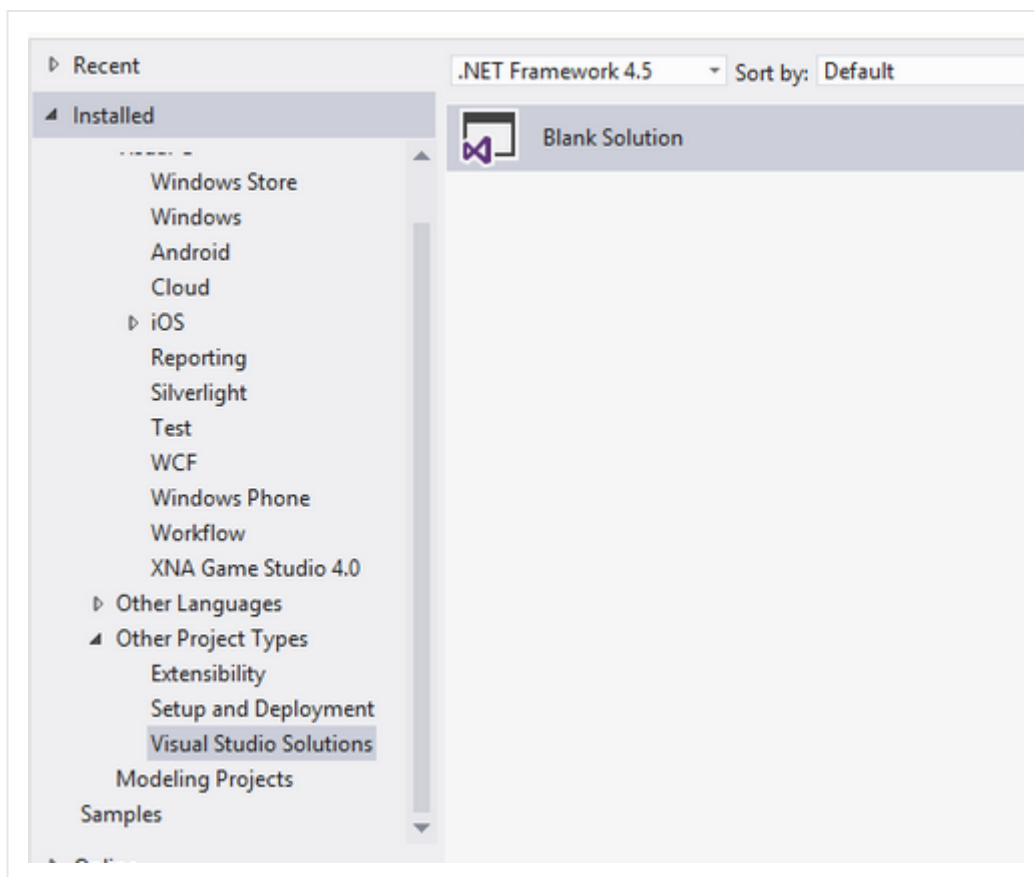 Recent
.NET Framework 4.5 Sort by: Default
Installed
Blank Solution
Windows Store
Windows
Android
Cloud
iOS
Reporting
Silverlight
Test
WCF
Windows Phone
Workflow
XNA Game Studio 4.0
Other Languages
Other Project Types
Extensibility
Setup and Deployment
Visual Studio Solutions
Modeling Projects
Samples